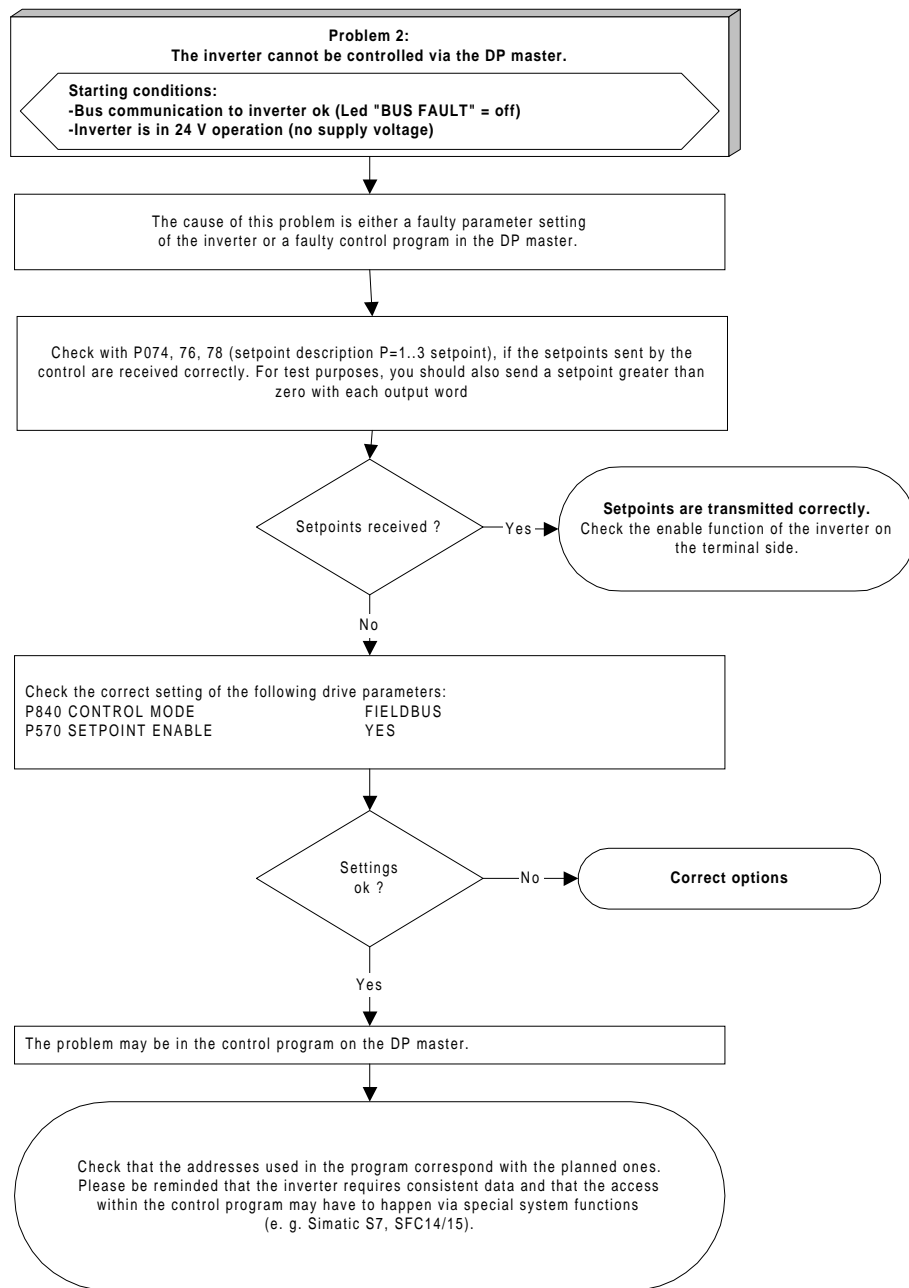 Problem 2:
The inverter cannot be controlled via the DP master.
Starting conditions:
-Bus communication to inverter ok (Led "BUS FAULT" = off)
-Inverter is in 24 V operation (no supply voltage)
The cause of this problem is either a faulty parameter setting
of the inverter or a faulty control program in the DP master.
Check with P074, 76, 78 (setpoint description P=1..3 setpoint), if the setpoints sent by the
control are received correctly. For test purposes, you should also send a setpoint greater than
zero with each output word
Setpoints received ?
Yes
Setpoints are transmitted correctly.
Check the enable function of the inverter on
the terminal side.
No
Check the correct setting of the following drive parameters:
P840 CONTROL MODE FIELDBUS
P570 SETPOINT ENABLE YES
Settings
ok ?
No
Correct options
Yes
The problem may be in the control program on the DP master.
Check that the addresses used in the program correspond with the planned ones.
Please be reminded that the inverter requires consistent data and that the access
within the control program may have to happen via special system functions
(e. g. Simatic S7, SFC14/15).